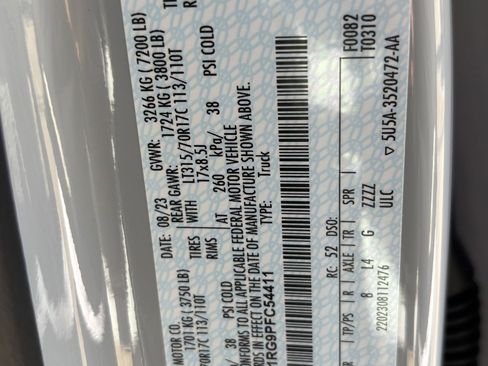 MOTOR CO.
DATE: 08/23 GVWR: 3266 KG ( 7200 LB)
1701 KG ( 3750 LB) REAR GAWR: 1724 KG ( 3800 LB)
70R17C 113/110T TIRES WITH LT315/70R17C 113/110T
RIMS 17x8.5J
38 PSI COLD AT 260 kPa/ 38 PSI COLD
CONFORMS TO ALL APPLICABLE FEDERAL MOTOR VEHICLE
RDS IN EFFECT ON THE DATE OF MANUFACTURE SHOWN ABOVE.
1RG9PFC54411 TYPE: Truck
F0082
T0310
RC: 52 DSO:
TP/PS R AXLE TR SPR
8 L4 G ZZZZ
2202308112476 ULC ▽ 5U5A-3520472-AA